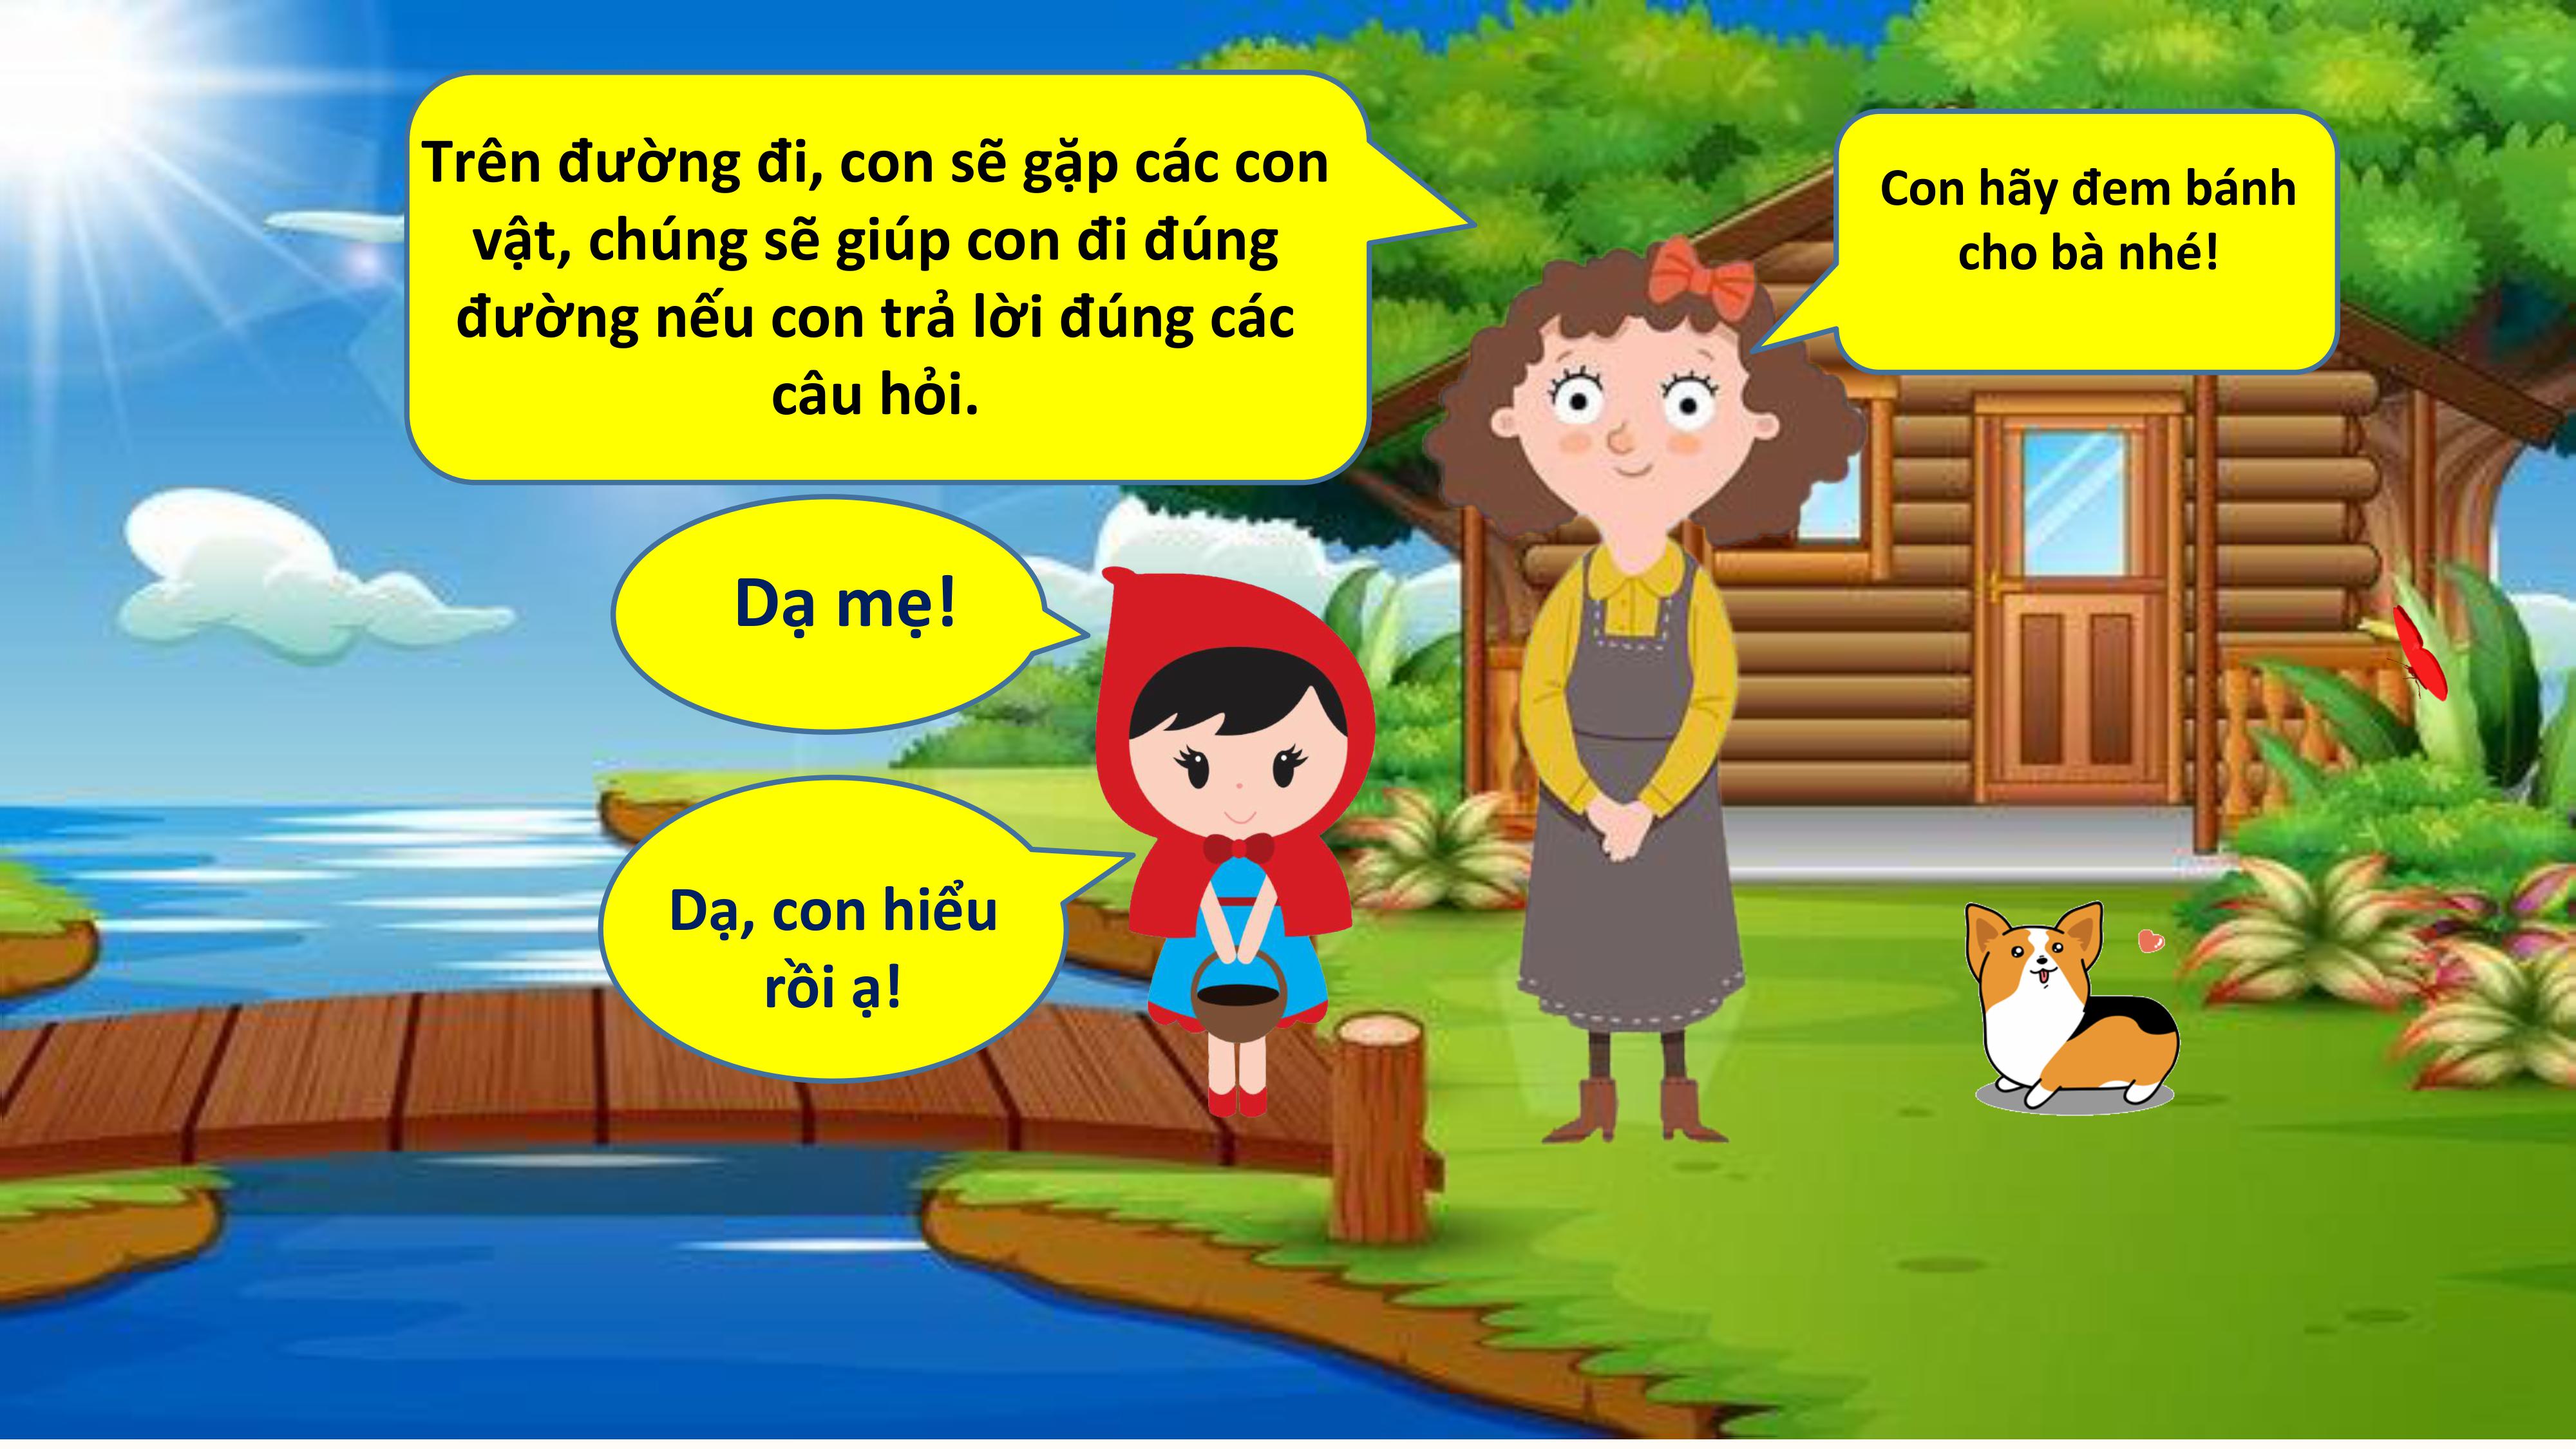 Trên đường đi, con sẽ gặp các con
vật, chúng sẽ giúp con đi đúng
đường nếu con trả lời đúng các
câu hỏi.
Con hãy đem bánh
cho bà nhé!
Dạ mẹ!
Dạ, con hiểu
rồi ạ!